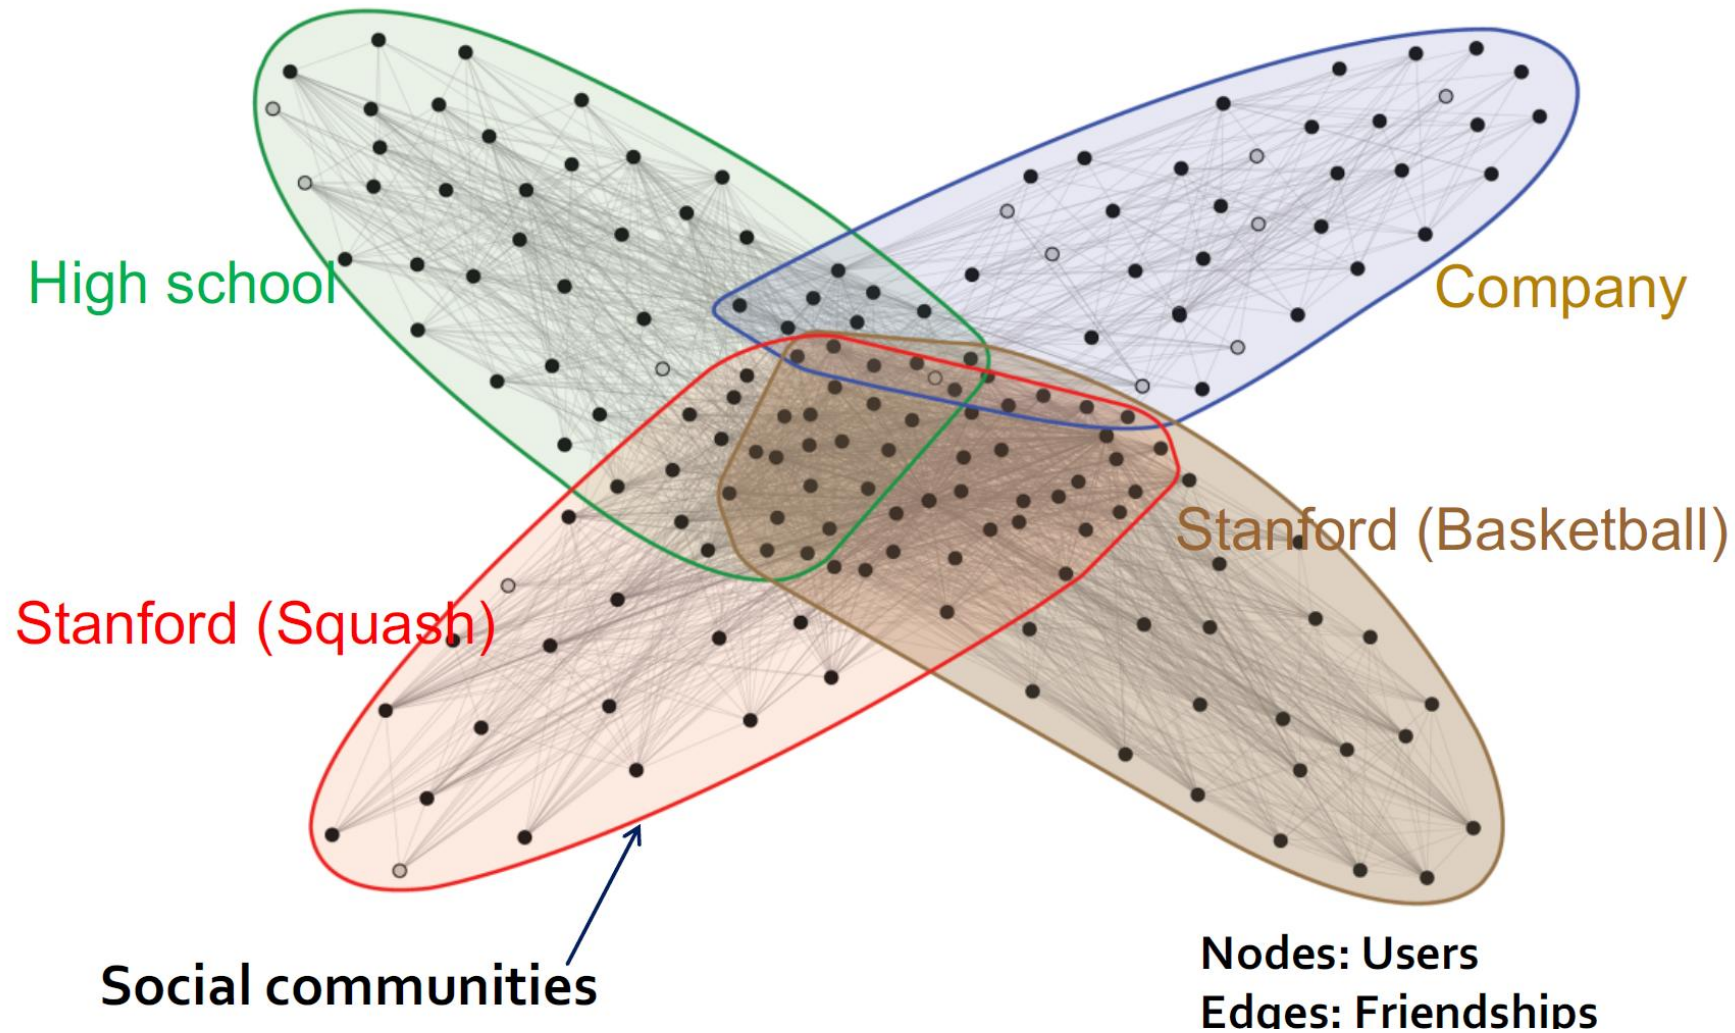 High school
Company
Stanford (Basketball)
Stanford (Squash)
Social communities
Nodes: Users
Edges: Friendships